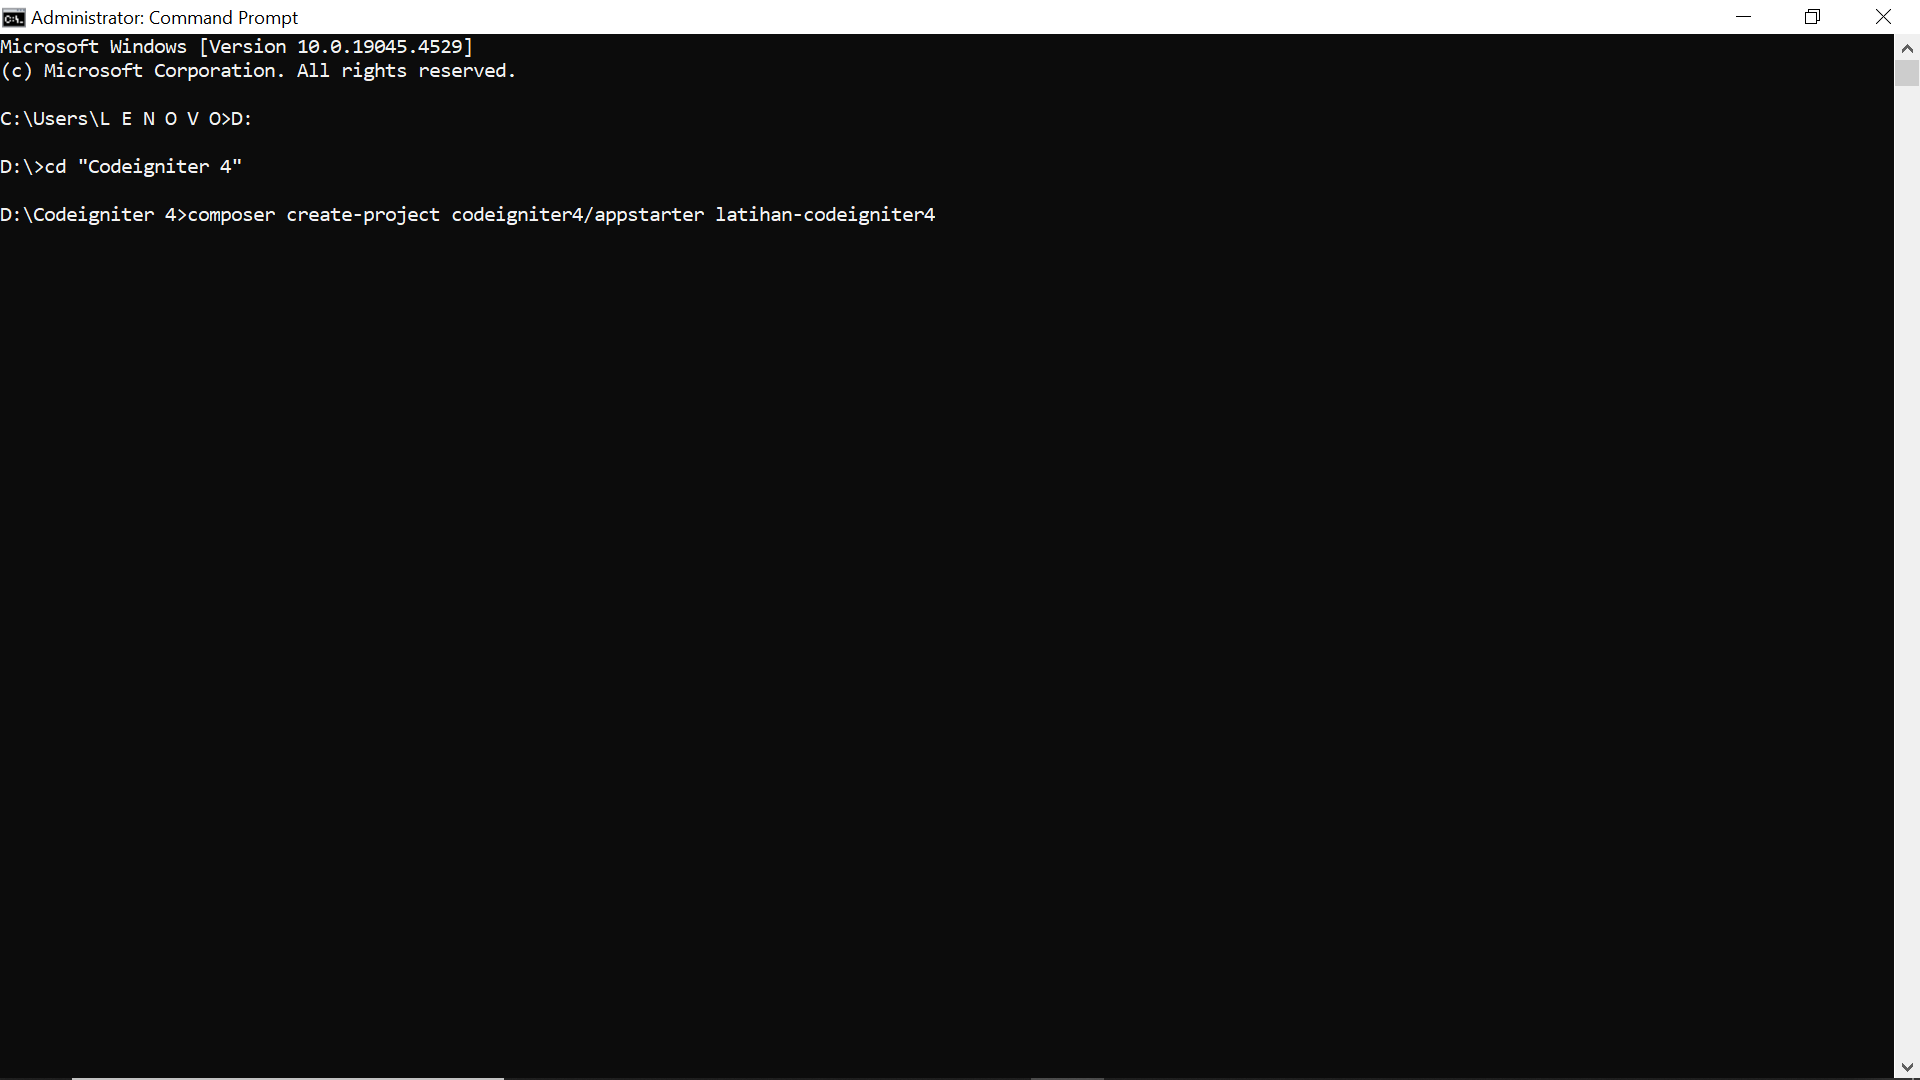 Administrator: Command Prompt
Microsoft Windows [Version 10.0.19045.4529]
(c) Microsoft Corporation. All rights reserved.
C:\Users\L E N O V O>D:
D:\>cd "Codeigniter 4"
D:\Codeigniter 4>composer create-project codeigniter4/appstarter latihan-codeigniter4